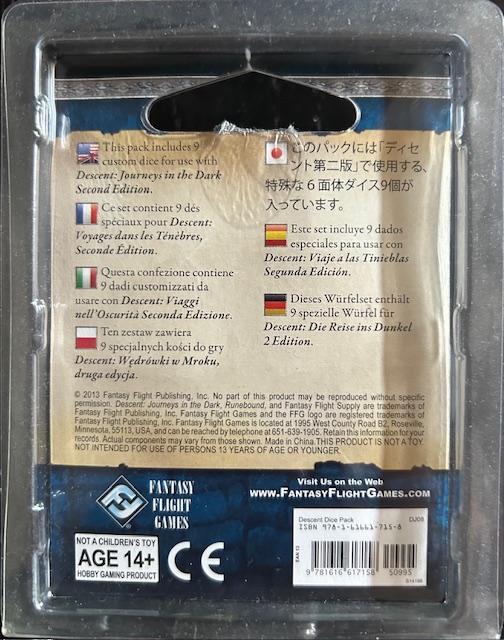 This pack includes 9
custom dice for use with
Descent: Journeys in the Dark
Second Edition.
Ce set contient 9 dés
spéciaux pour Descent:
Voyages dans les Ténèbres,
Seconde Édition.
Questa confezione contiene
9 dadi customizzati da
usare con Descent: Viaggi
nell'Oscurità Seconda Edizione.
Ten zestaw zawiera
9 specjalnych kości do gry
Descent: Wędrówki w Mroku,
druga edycja.
このパックには「ディセ
ント第二版」で使用する、
特殊な6面体ダイス9個が
入っています。
Este set incluye 9 dados
especiales para usar con
Descent: Viaje a las Tinieblas
Segunda Edición.
Dieses Würfelset enthält
9 spezielle Würfel für
Descent: Die Reise ins Dunkel
2 Edition.
© 2013 Fantasy Flight Publishing, Inc. No part of this product may be reproduced without specific
permission. Descent: Journeys in the Dark, Runebound, and Fantasy Flight Supply are trademarks of
Fantasy Flight Publishing, Inc. Fantasy Flight Games and the FFG logo are registered trademarks of
Fantasy Flight Publishing, Inc. Fantasy Flight Games is located at 1995 West County Road B2, Roseville,
Minnesota, 55113, USA, and can be reached by telephone at 651-639-1905. Retain this information for your
records. Actual components may vary from those shown. Made in China. THIS PRODUCT IS NOT A TOY.
NOT INTENDED FOR USE OF PERSONS 13 YEARS OF AGE OR YOUNGER.
FANTASY
FLIGHT
GAMES
Visit Us on the Web
www.FantasyFlightGames.com
NOT A CHILDREN'S TOY
AGE 14+
HOBBY GAMING PRODUCT
CE
Descent Dice Pack DJ08
ISBN 978-1-61661-715-8
EAN 13
9 781616 617158 50995